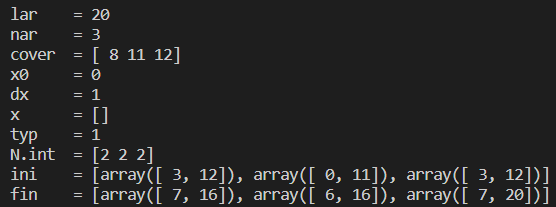 lar    = 20
nar    = 3
cover  = [ 8 11 12]
x0     = 0
dx     = 1
x      = []
typ    = 1
N.int  = [2 2 2]
ini    = [array([ 3, 12]), array([ 0, 11]), array([ 3, 12])]
fin    = [array([ 7, 16]), array([ 6, 16]), array([ 7, 20])]